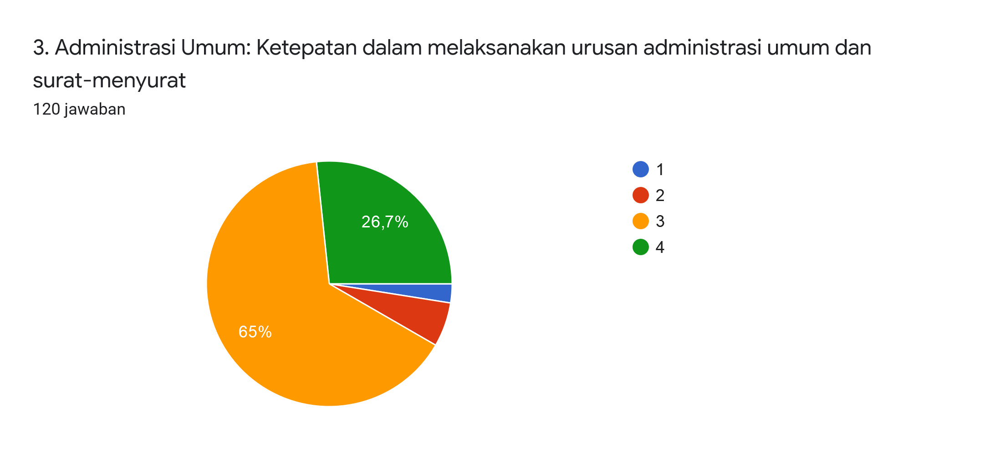 3. Administrasi Umum: Ketepatan dalam melaksanakan urusan administrasi umum dan
surat-menyurat
120 jawaban
1
2
3
4
26,7%
65%